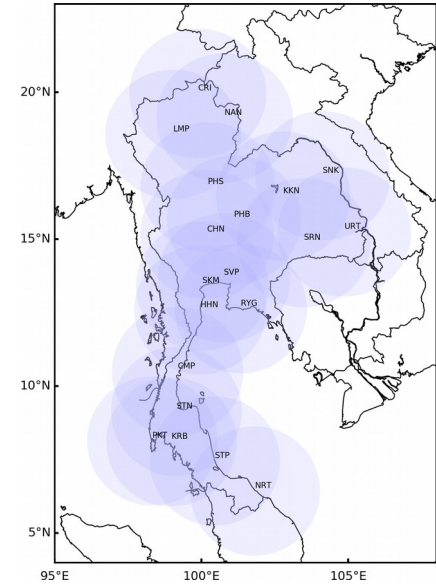 20°N
CRI
NAN
LMP
SNK
PHS
KKN
PHB
URT
CHN
SRN
15°N
SVP
SKM
HHN
RYG
CMP
10°N
STN
PKT
KRB
STP
NRT
5°N
95°E
100°E
105°E